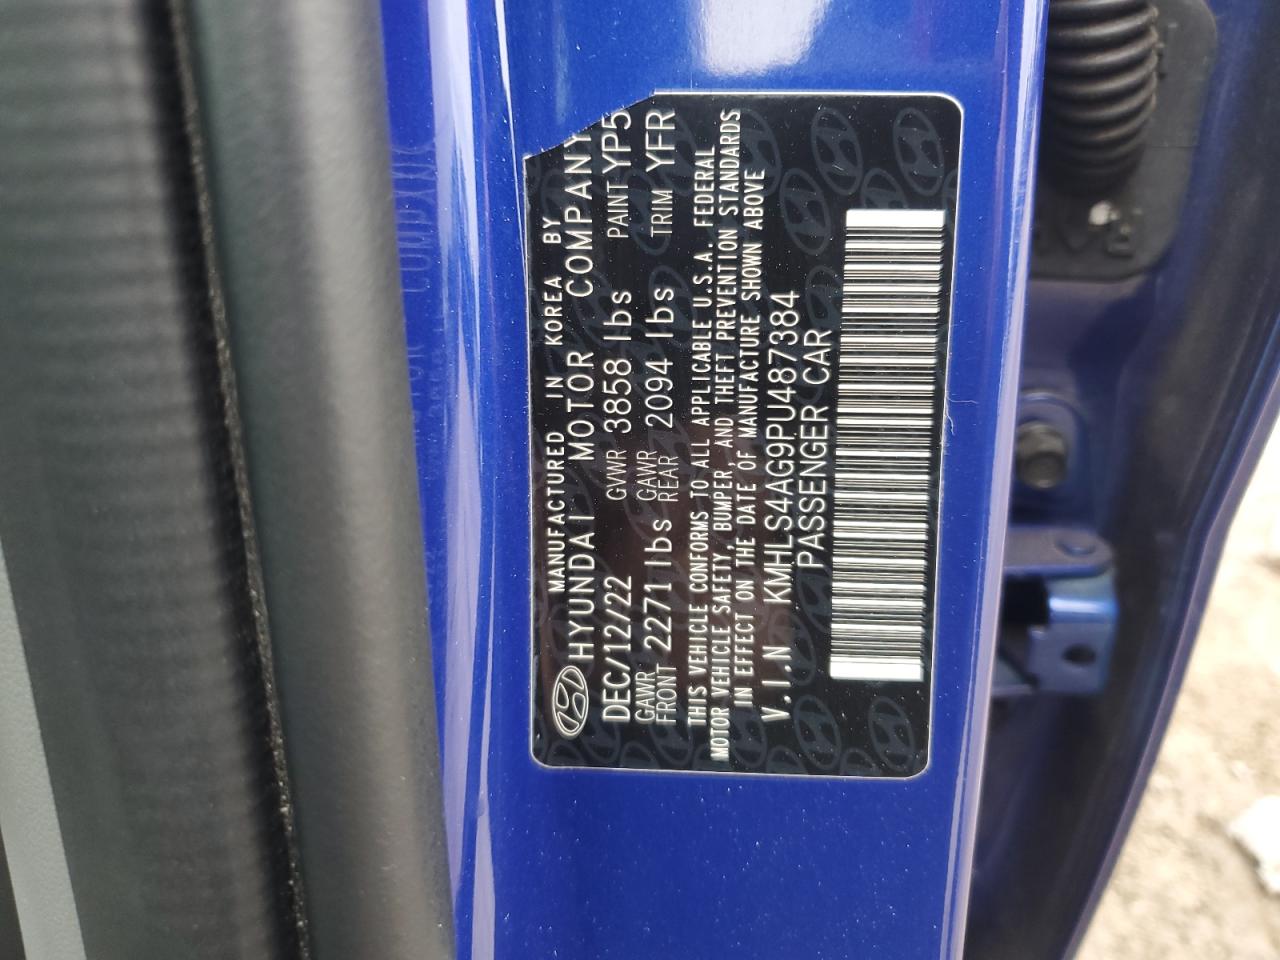 MANUFACTURED IN KOREA BY
HYUNDAI MOTOR COMPANY
DEC/12/22 GVWR 3858 lbs PAINT YP5
GAWR FRONT 2271 lbs GAWR REAR 2094 lbs TRIM YFR
THIS VEHICLE CONFORMS TO ALL APPLICABLE U.S.A. FEDERAL
MOTOR VEHICLE SAFETY, BUMPER, AND THEFT PREVENTION STANDARDS
IN EFFECT ON THE DATE OF MANUFACTURE SHOWN ABOVE
V.I.N KMHLS4AG9PU487384
PASSENGER CAR